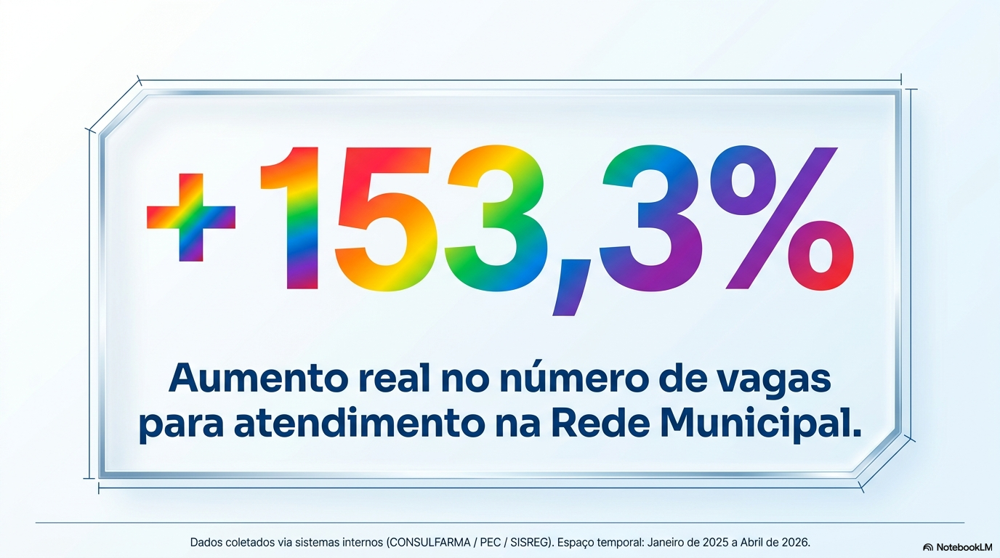 +153,3%
Aumento real no número de vagas
para atendimento na Rede Municipal.
Dados coletados via sistemas internos (CONSULFARMA / PEC / SISREG). Espaço temporal: Janeiro de 2025 a Abril de 2026.
NotebookLM